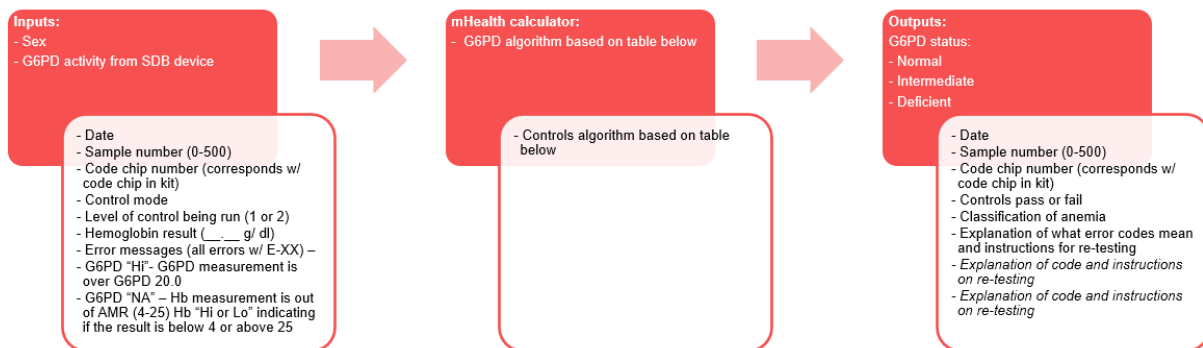 Inputs:
- Sex
- G6PD activity from SDB device
- Date
- Sample number (0-500)
- Code chip number (corresponds w/
code chip in kit)
- Control mode
- Level of control being run (1 or 2)
- Hemoglobin result (__.__ g/ dl)
- Error messages (all errors w/ E-XX) –
- G6PD “Hi”- G6PD measurement is
over G6PD 20.0
- G6PD “NA” – Hb measurement is out
of AMR (4-25) Hb “Hi or Lo” indicating
if the result is below 4 or above 25
mHealth calculator:
- G6PD algorithm based on table below
- Controls algorithm based on table
below
Outputs:
G6PD status:
- Normal
- Intermediate
- Deficient
- Date
- Sample number (0-500)
- Code chip number (corresponds w/
code chip in kit)
- Controls pass or fail
- Classification of anemia
- Explanation of what error codes mean
and instructions for re-testing
- Explanation of code and instructions
on re-testing
- Explanation of code and instructions
on re-testing